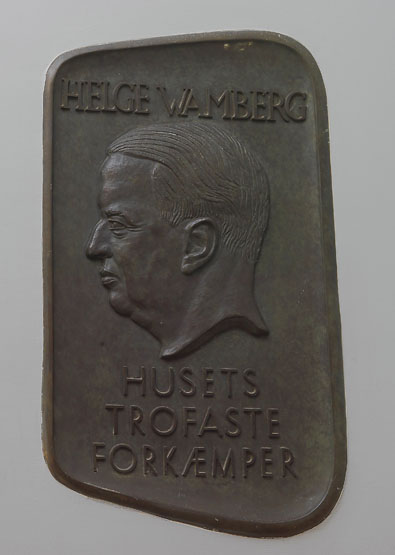 HELGE WAMBERG
HUSETS
TROFASTE
FORKÆMPER